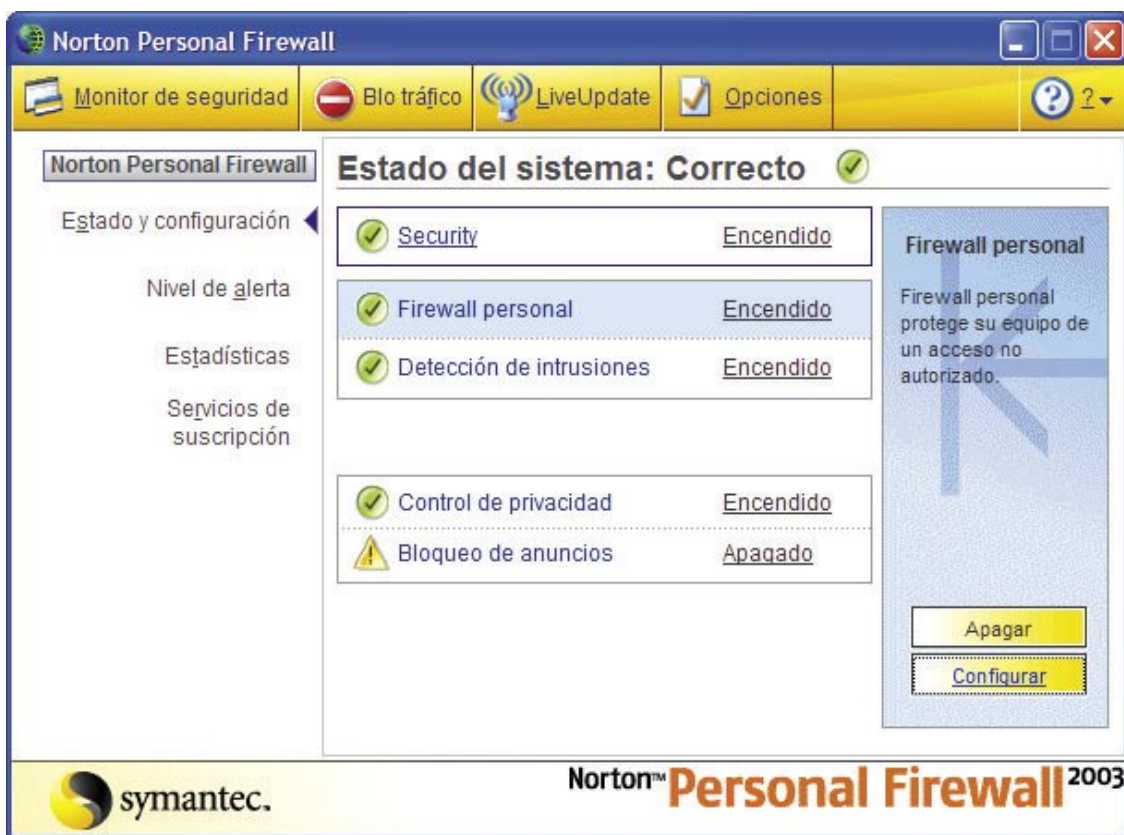 Norton Personal Firewall
Monitor de seguridad
Blo tráfico
LiveUpdate
Opciones
?
Norton Personal Firewall
Estado y configuración
Nivel de alerta
Estadísticas
Servicios de
suscripción
Estado del sistema: Correcto
Security Encendido
Firewall personal Encendido
Detección de intrusiones Encendido
Control de privacidad Encendido
Bloqueo de anuncios Apagado
Firewall personal
Firewall personal
protege su equipo de
un acceso no
autorizado.
Apagar
Configurar
symantec.
Norton™ Personal Firewall 2003